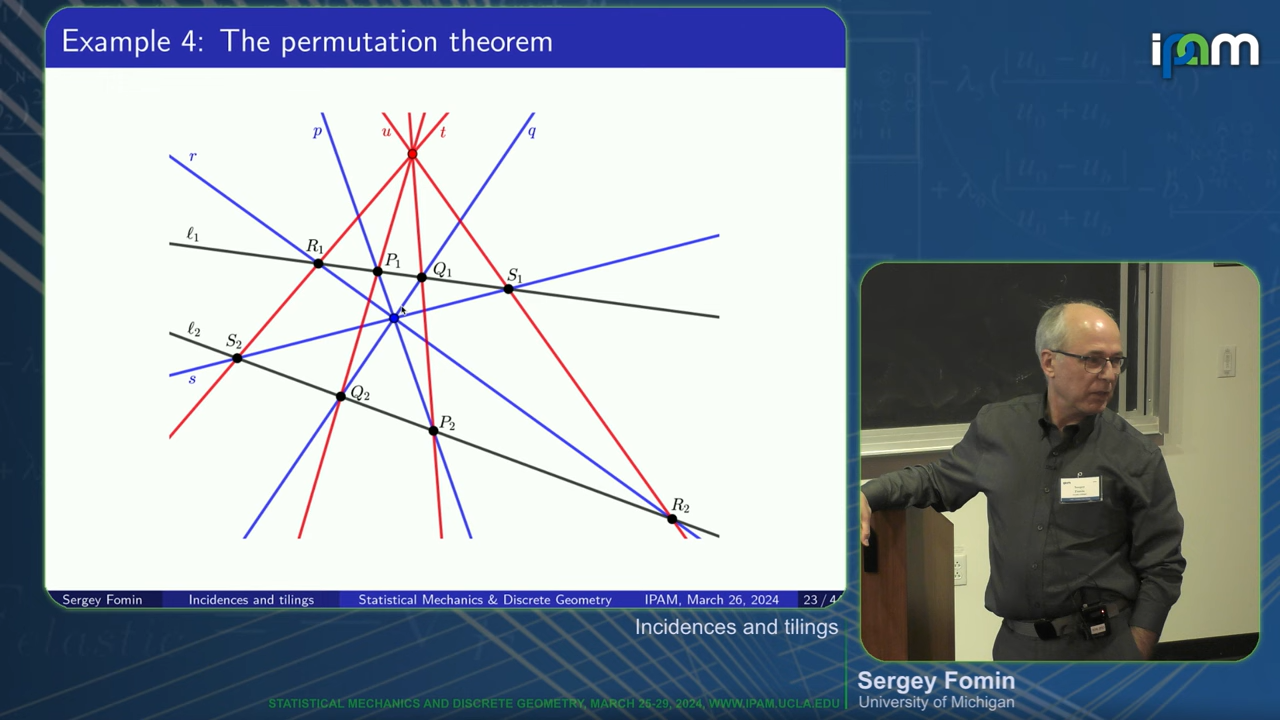 Example 4: The permutation theorem
ipam
p
u
t
q
r
ℓ₁
R₁
P₁
Q₁
S₁
ℓ₂
S₂
s
Q₂
P₂
R₂
Sergey Fomin
Incidences and tilings
Statistical Mechanics & Discrete Geometry
IPAM, March 26, 2024
23 / 4
Incidences and tilings
Sergey Fomin
University of Michigan
STATISTICAL MECHANICS AND DISCRETE GEOMETRY, MARCH 25-29, 2024, WWW.IPAM.UCLA.EDU